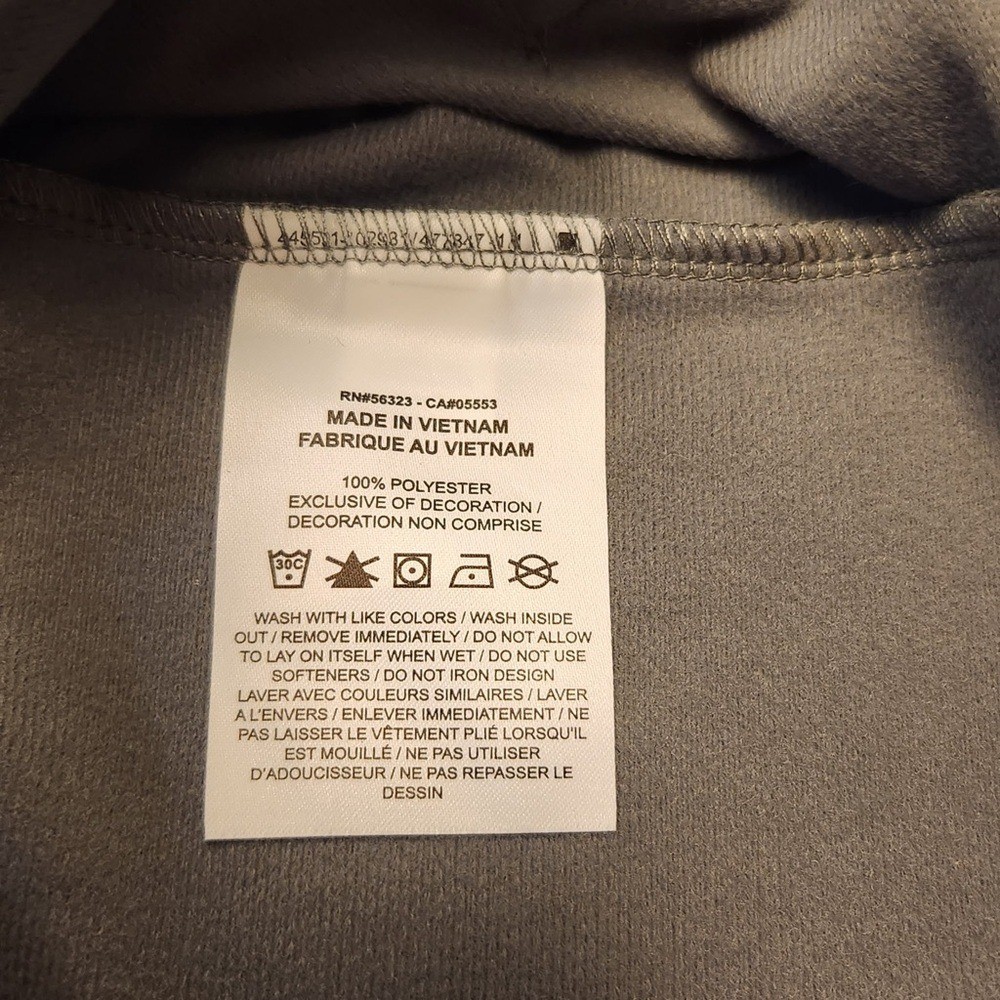 RN#56323 - CA#05553
MADE IN VIETNAM
FABRIQUE AU VIETNAM
100% POLYESTER
EXCLUSIVE OF DECORATION /
DECORATION NON COMPRISE
30C
WASH WITH LIKE COLORS / WASH INSIDE
OUT / REMOVE IMMEDIATELY / DO NOT ALLOW
TO LAY ON ITSELF WHEN WET / DO NOT USE
SOFTENERS / DO NOT IRON DESIGN
LAVER AVEC COULEURS SIMILAIRES / LAVER
A L'ENVERS / ENLEVER IMMEDIATEMENT / NE
PAS LAISSER LE VÊTEMENT PLIÉ LORSQU'IL
EST MOUILLÉ / NE PAS UTILISER
D'ADOUCISSEUR / NE PAS REPASSER LE
DESSIN